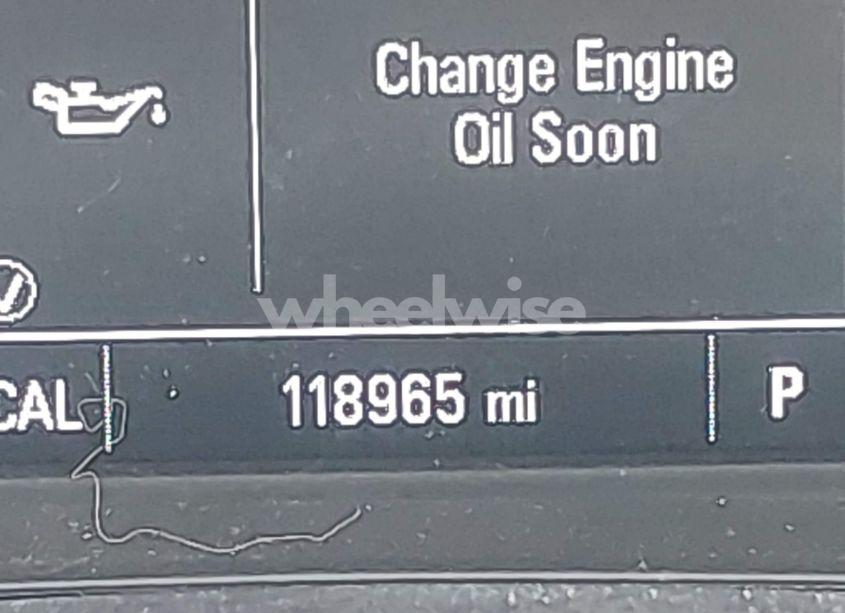 Change Engine
Oil Soon
wheelwise
CAL
118965 mi
P